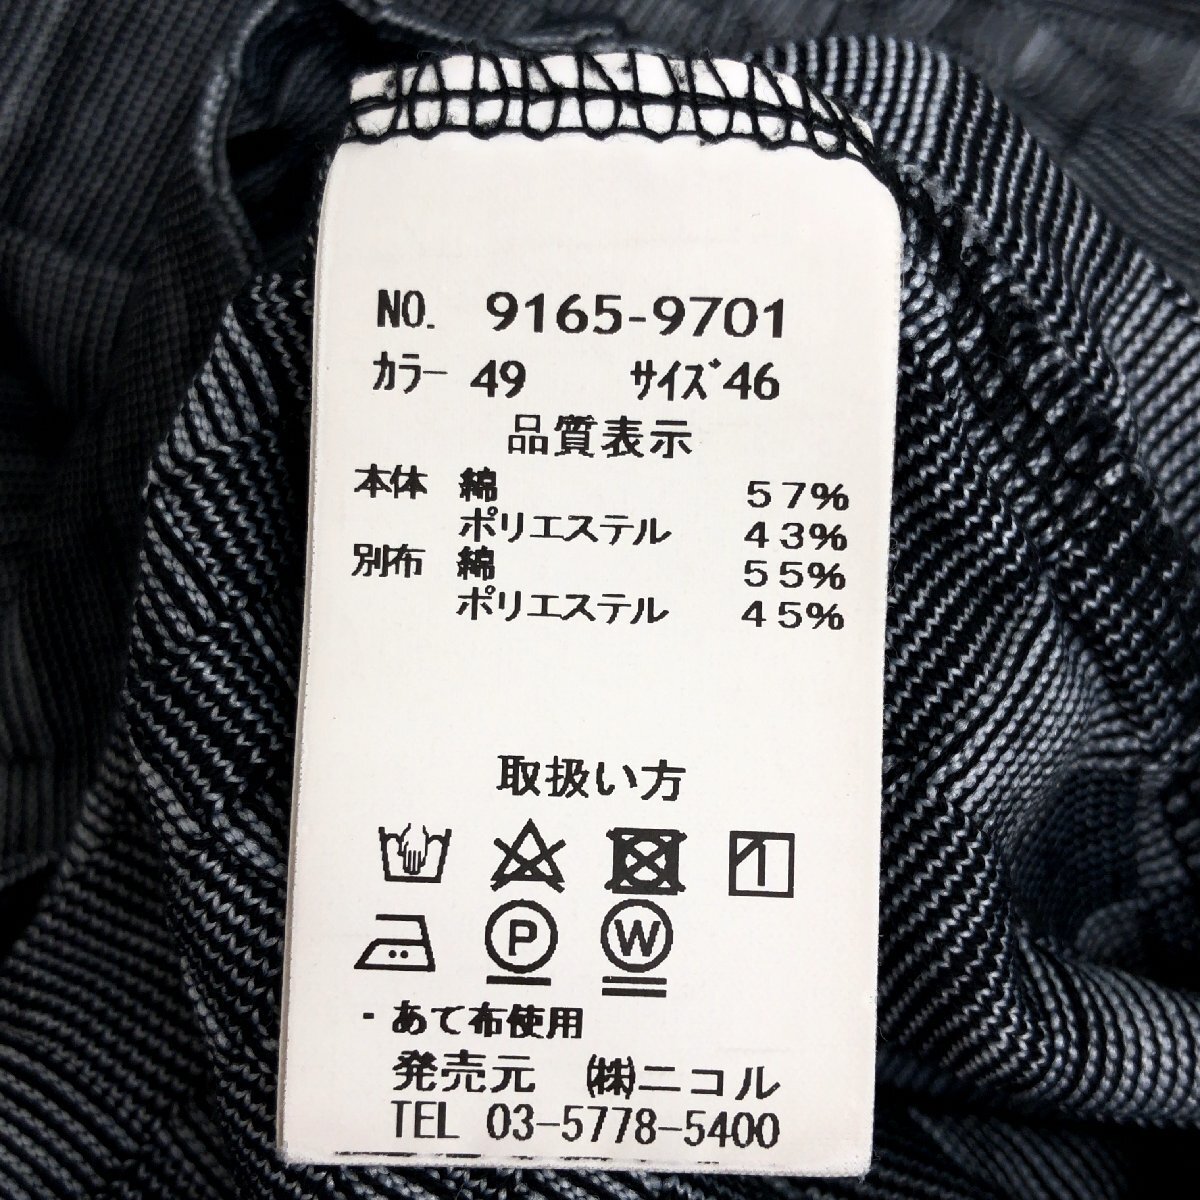 NO. 9165-9701
カラー 49 サイズ 46
品質表示
本体 綿 57%
ポリエステル 43%
別布 綿 55%
ポリエステル 45%
取扱い方
P W
・あて布使用
発売元 ㈱ニコル
TEL 03-5778-5400